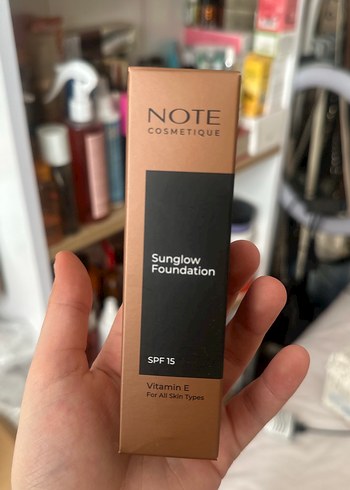 NOTE
COSMETIQUE
Sunglow
Foundation
SPF 15
Vitamin E
For All Skin Types